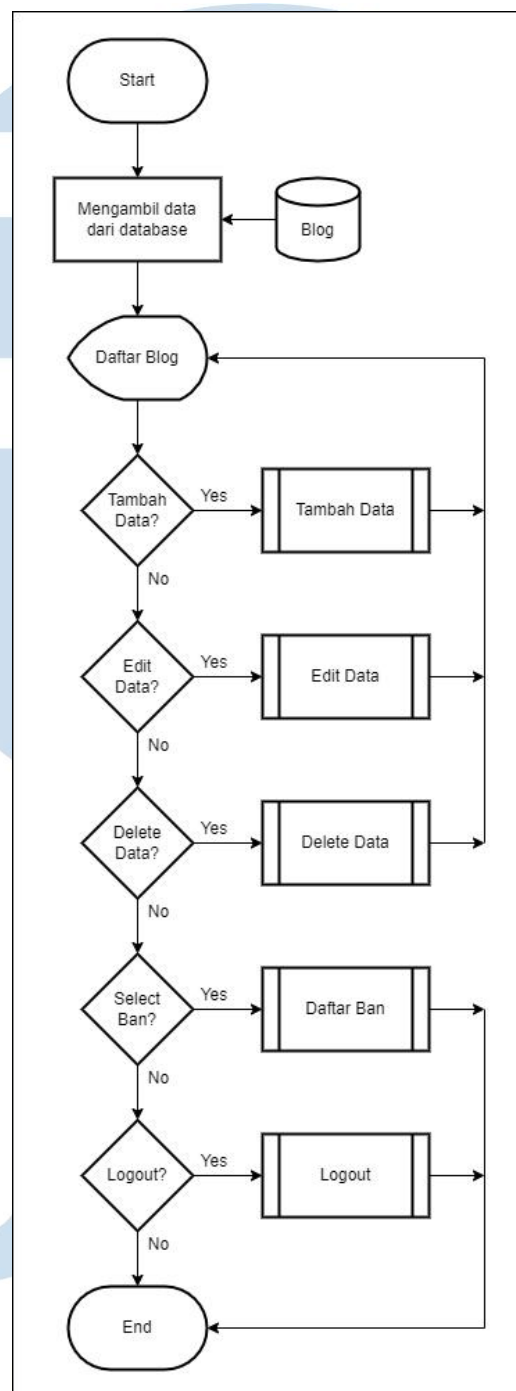 Start
Mengambil data
dari database
Blog
Daftar Blog
Tambah
Data?
Yes
Tambah Data
No
Edit
Data?
Yes
Edit Data
No
Delete
Data?
Yes
Delete Data
No
Select
Ban?
Yes
Daftar Ban
No
Logout?
Yes
Logout
No
End